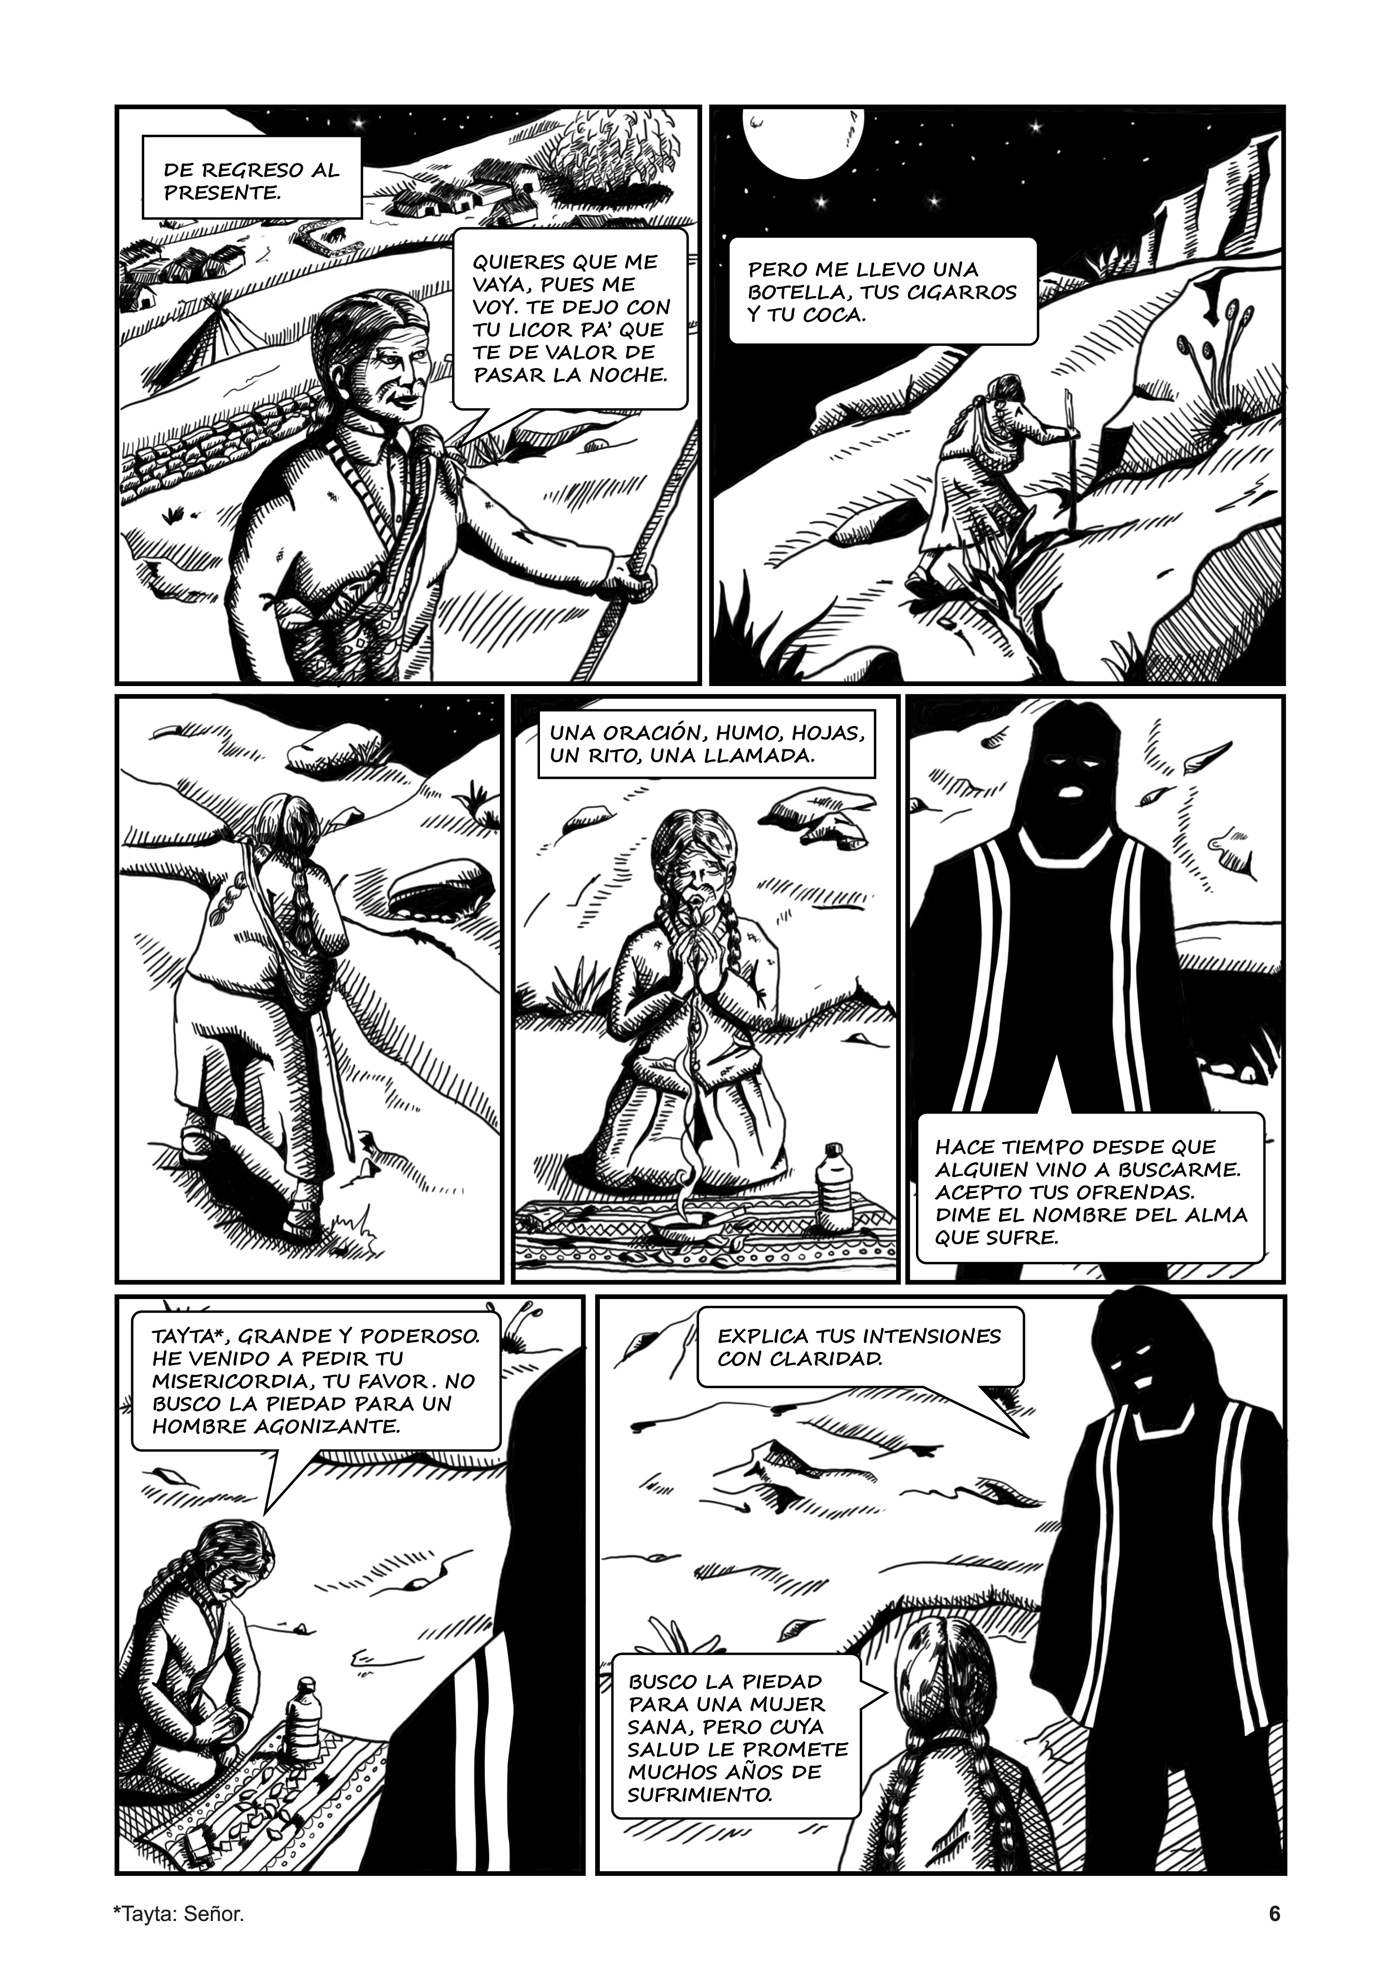 DE REGRESO AL
PRESENTE.
QUIERES QUE ME
VAYA, PUES ME
VOY. TE DEJO CON
TU LICOR PA' QUE
TE DE VALOR DE
PASAR LA NOCHE.
PERO ME LLEVO UNA
BOTELLA, TUS CIGARROS
Y TU COCA.
UNA ORACIÓN, HUMO, HOJAS,
UN RITO, UNA LLAMADA.
HACE TIEMPO DESDE QUE
ALGUIEN VINO A BUSCARME.
ACEPTO TUS OFRENDAS.
DIME EL NOMBRE DEL ALMA
QUE SUFRE.
TAYTA*, GRANDE Y PODEROSO.
HE VENIDO A PEDIR TU
MISERICORDIA, TU FAVOR. NO
BUSCO LA PIEDAD PARA UN
HOMBRE AGONIZANTE.
EXPLICA TUS INTENSIONES
CON CLARIDAD.
BUSCO LA PIEDAD
PARA UNA MUJER
SANA, PERO CUYA
SALUD LE PROMETE
MUCHOS AÑOS DE
SUFRIMIENTO.
*Tayta: Señor.
6